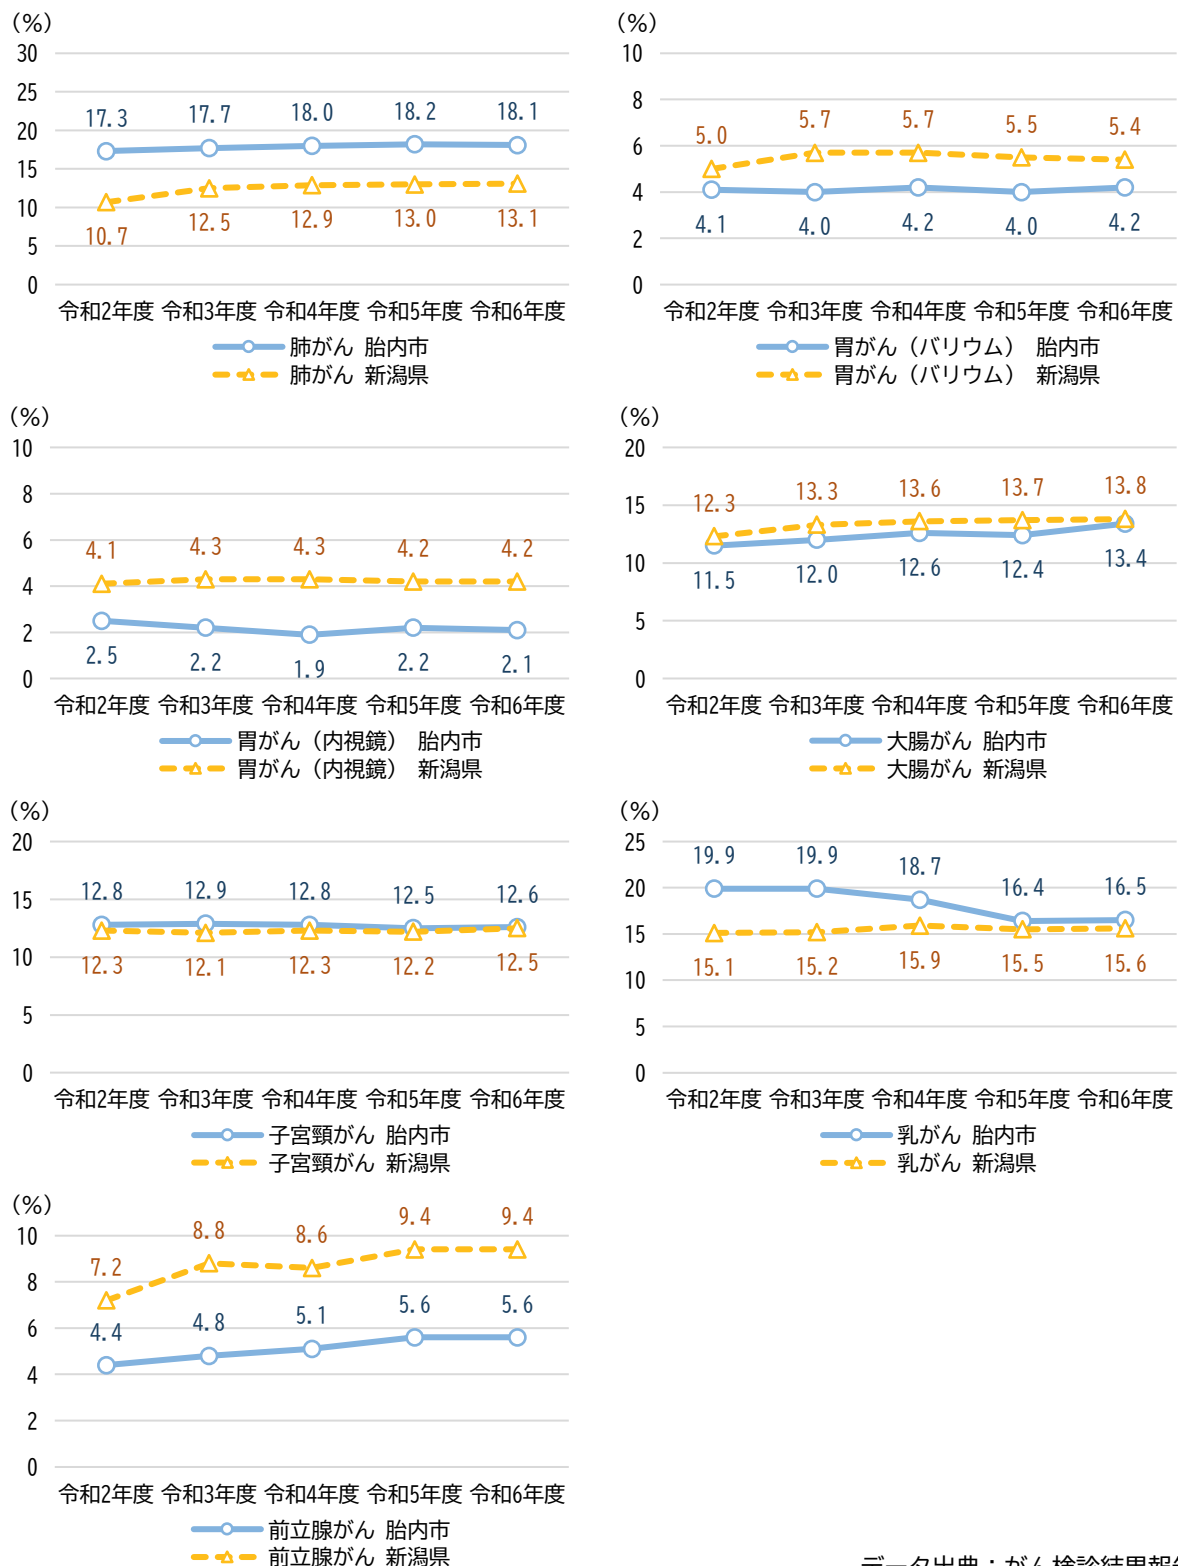 （%） （%）
30 10
25
17.3 17.7 18.0 18.2 18.1 8
20 5.0 5.7 5.7 5.5 5.4
15 6
10 4
10.7 12.5 12.9 13.0 13.1 4.1 4.0 4.2 4.0 4.2
5 2
0 0
令和2年度 令和3年度 令和4年度 令和5年度 令和6年度 令和2年度 令和3年度 令和4年度 令和5年度 令和6年度
肺がん 胎内市 胃がん（バリウム） 胎内市
肺がん 新潟県 胃がん（バリウム） 新潟県
（%） （%）
10 20
8
6 15
4.1 4.3 4.3 4.2 4.2 12.3 13.3 13.6 13.7 13.8
4 10
11.5 12.0 12.6 12.4 13.4
2 5
2.5 2.2 1.9 2.2 2.1
0 0
令和2年度 令和3年度 令和4年度 令和5年度 令和6年度 令和2年度 令和3年度 令和4年度 令和5年度 令和6年度
胃がん（内視鏡） 胎内市 大腸がん 胎内市
胃がん（内視鏡） 新潟県 大腸がん 新潟県
（%） （%）
20 25
19.9 19.9 18.7 16.4 16.5
15 20
12.8 12.9 12.8 12.5 12.6 15
10 10
12.3 12.1 12.3 12.2 12.5 15.1 15.2 15.9 15.5 15.6
5 5
0 0
令和2年度 令和3年度 令和4年度 令和5年度 令和6年度 令和2年度 令和3年度 令和4年度 令和5年度 令和6年度
子宮頸がん 胎内市 乳がん 胎内市
子宮頸がん 新潟県 乳がん 新潟県
（%）
10
7.2 8.8 8.6 9.4 9.4
8
6
4.4 4.8 5.1 5.6 5.6
4
2
0
令和2年度 令和3年度 令和4年度 令和5年度 令和6年度
前立腺がん 胎内市
前立腺がん 新潟県
データ出典：がん検診結果報